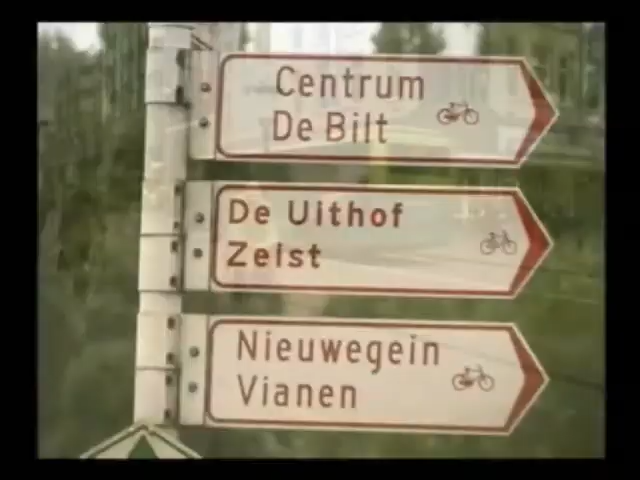 Centrum
De Bilt
De Uithof
Zeist
Nieuwegein
Vianen